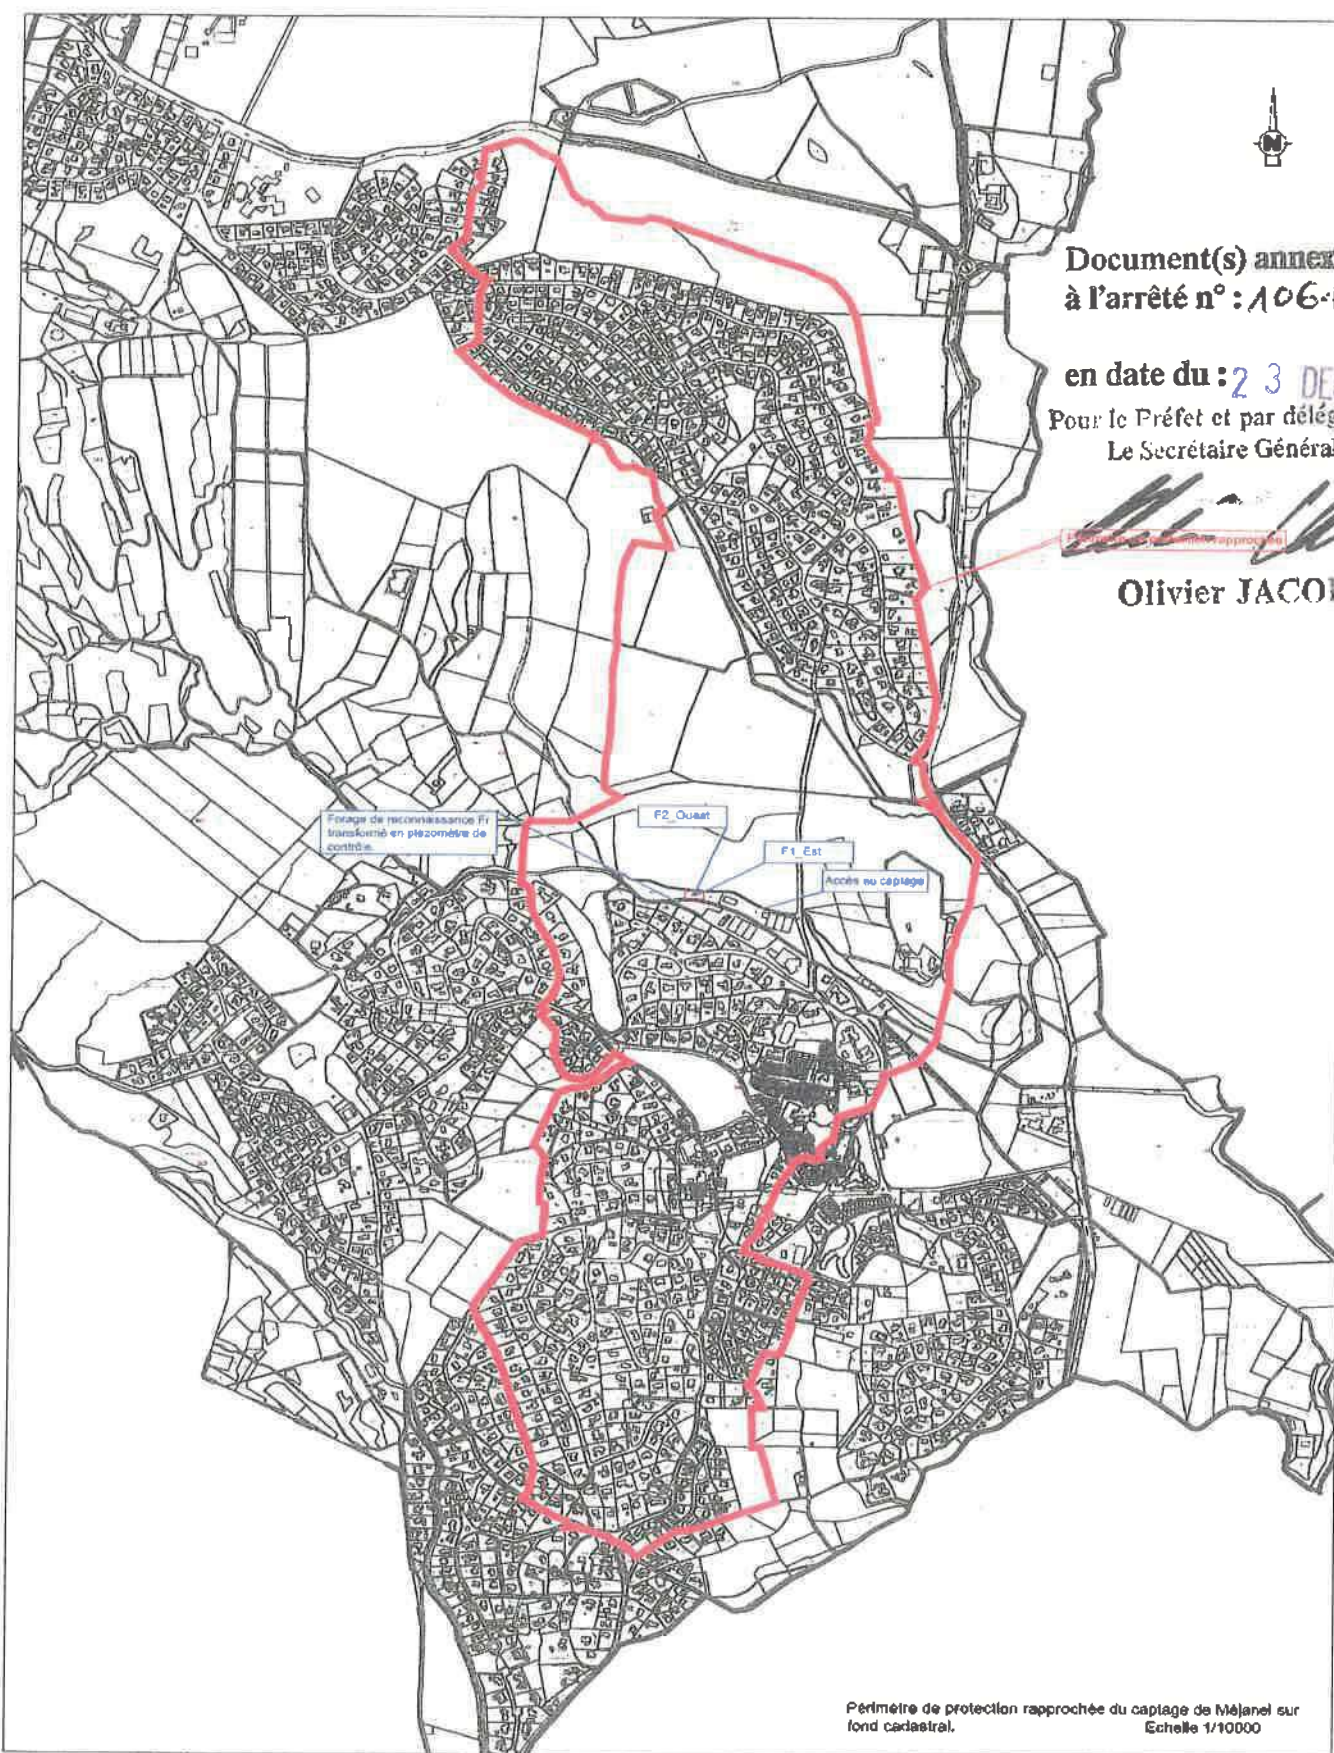 N
Document(s) annex
à l'arrêté n° : 106-
en date du : 2 3 DE
Pour le Préfet et par délég
Le Secrétaire Général
rapprochée
Olivier JACO
Forage de reconnaissance Fr
transformé en piézomètre de
contrôle.
F2_Ouest
F1_Est
Accès au captage
Périmètre de protection rapprochée du captage de Méjanel sur
fond cadastral.
Echelle 1/10000